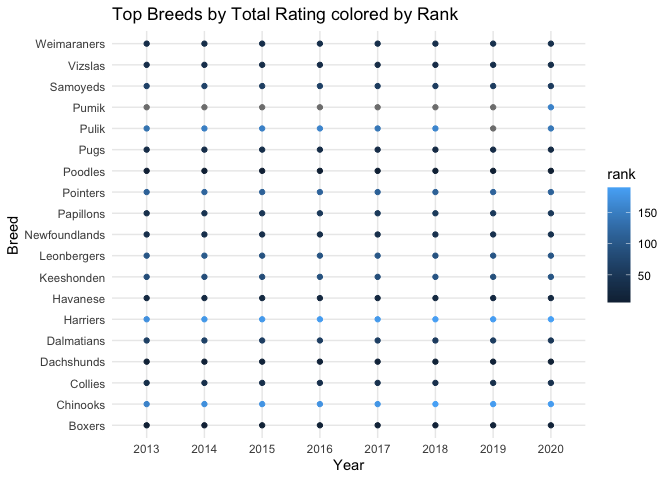 Top Breeds by Total Rating colored by Rank
Weimaraners
Vizslas
Samoyeds
Pumik
Pulik
Pugs
Poodles
Pointers
Papillons
Newfoundlands
Leonbergers
Keeshonden
Havanese
Harriers
Dalmatians
Dachshunds
Collies
Chinooks
Boxers
Breed
2013 2014 2015 2016 2017 2018 2019 2020
Year
rank
150
100
50